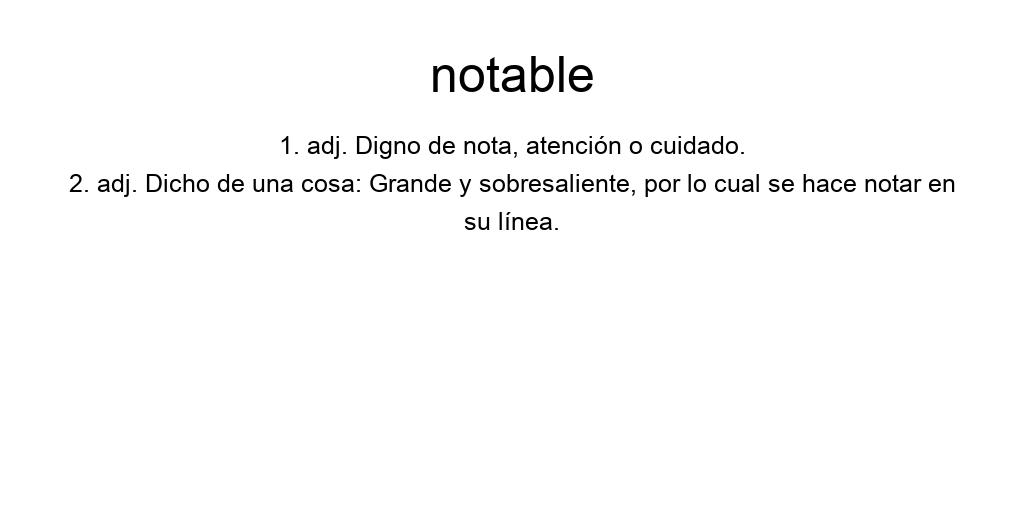 notable
1. adj. Digno de nota, atención o cuidado.
2. adj. Dicho de una cosa: Grande y sobresaliente, por lo cual se hace notar en
su línea.